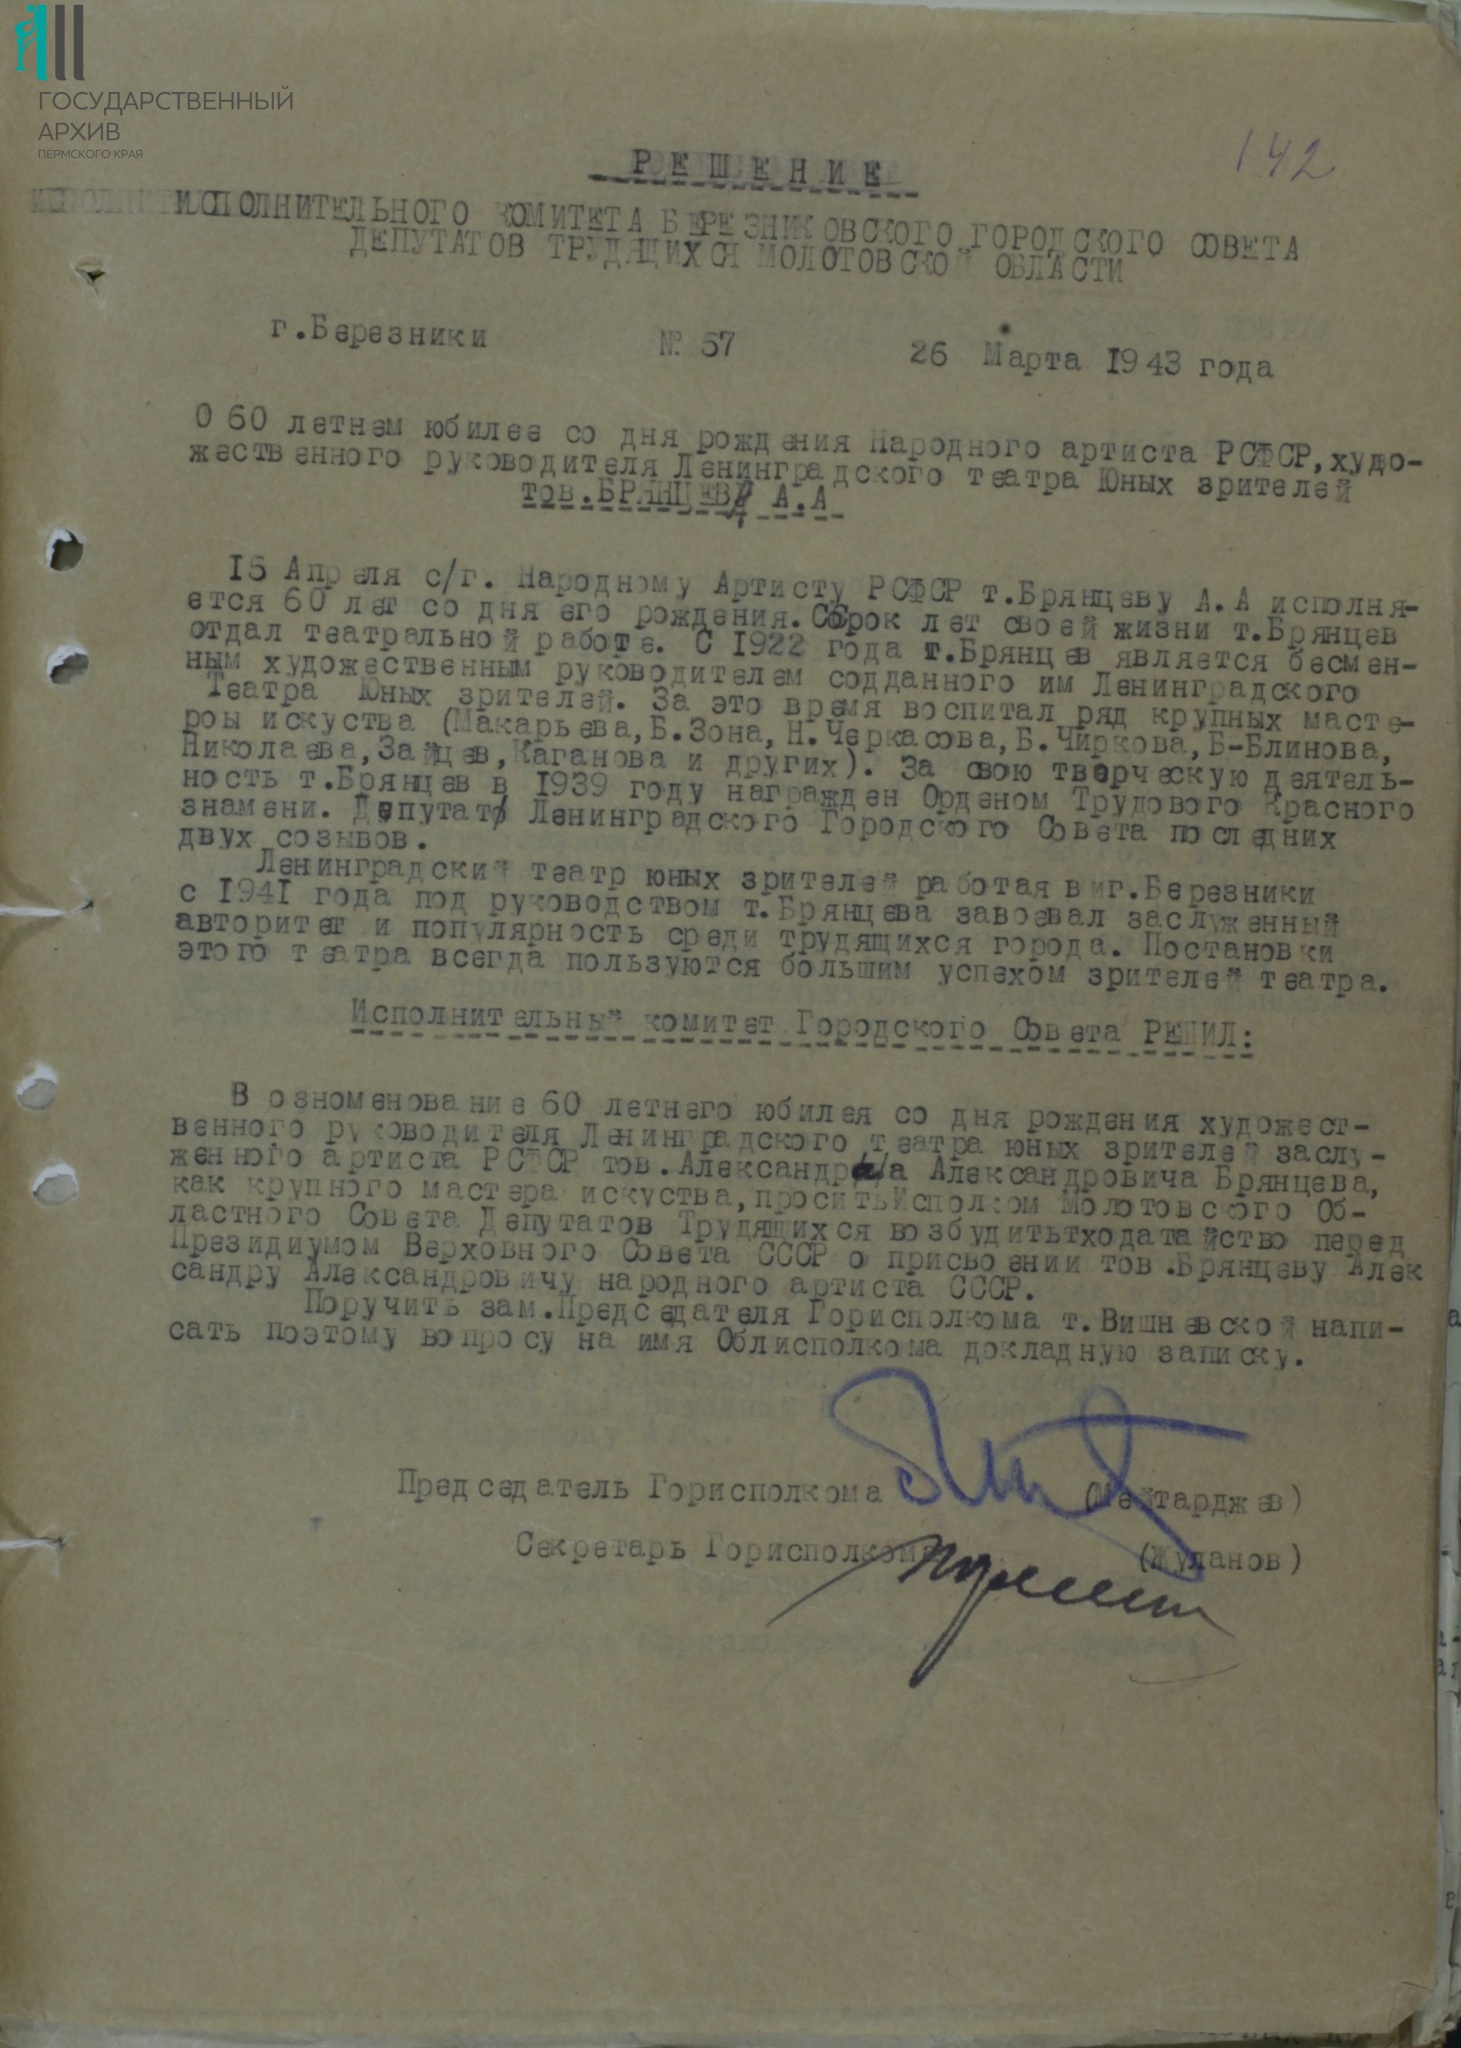 ГОСУДАРСТВЕННЫЙ
АРХИВ
ПЕРМСКОГО КРАЯ
142
РЕШЕНИЕ
ИСПОЛНИТЕЛЬНОГО КОМИТЕТА БЕРЕЗНИКОВСКОГО ГОРОДСКОГО СОВЕТА
ДЕПУТАТОВ ТРУДЯЩИХСЯ МОЛОТОВСКОЙ ОБЛАСТИ
г.Березники № 57 26 Марта 1943 года
О 60 летнем юбилее со дня рождения Народного артиста РСФСР, худо-
жественного руководителя Ленинградского театра Юных зрителей
тов.БРЯНЦЕВА А.А
15 Апреля с/г. Народному Артисту РСФСР т.Брянцеву А.А исполня-
ется 60 лет со дня его рождения. Сорок лет своей жизни т.Брянцев
отдал театральной работе. С 1922 года т.Брянцев является бесмен-
ным художественным руководителем содданного им Ленинградского
Театра Юных зрителей. За это время воспитал ряд крупных масте-
ров искуства (Макарьева, Б.Зона, Н.Черкасова, Б.Чиркова, Б-Блинова,
Николаева, Зайцев, Каганова и других). За свою творческую деятель-
ность т.Брянцев в 1939 году награжден Орденом Трудового Красного
знамени. Депутат Ленинградского Городского Совета последних
двух созывов.
Ленинградский театр юных зрителей работая в г.Березники
с 1941 года под руководством т.Брянцева завоевал заслуженный
авторитет и популярность среди трудящихся города. Постановки
этого театра всегда пользуются большим успехом зрителей театра.
Исполнительный комитет Городского Совета РЕШИЛ:
В озноменование 60 летнего юбилея со дня рождения художест-
венного руководителя Ленинградского театра юных зрителей заслу-
женного артиста РСФСР тов.Александра Александровича Брянцева,
как крупного мастера искуства, просить Исполком Молотовского Об-
ластного Совета Депутатов Трудящихся возбудитьтходатайство перед
Президиумом Верховного Совета СССР о присвоении тов.Брянцеву Алек
сандру Александровичу народного артиста СССР.
Поручить зам.Председателя Горисполкома т.Вишневской напи-
сать поэтому вопросу на имя Облисполкома докладную записку.
Председатель Горисполкома (Мейтарджев)
Секретарь Горисполкома (Жуланов)